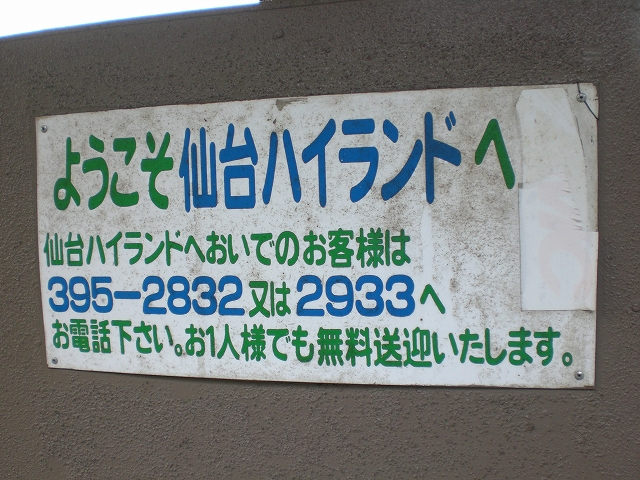 ようこそ仙台ハイランドへ
仙台ハイランドへおいでのお客様は
395-2832又は2933へ
お電話下さい。お1人様でも無料送迎いたします。